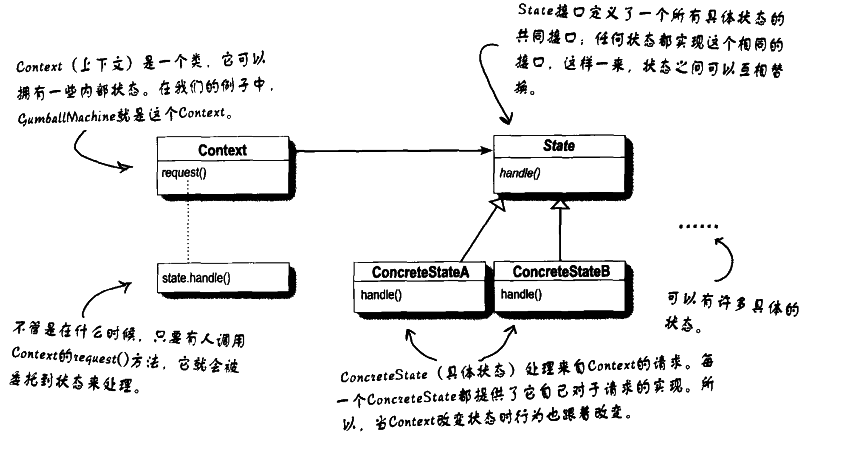 State接口定义了一个所有具体状态的
共同接口；任何状态都实现这个相同的
接口，这样一来，状态之间可以互相替
换。
Context（上下文）是一个类，它可以
拥有一些内部状态。在我们的例子中，
GumballMachine就是这个Context。
Context
request()
State
handle()
state.handle()
ConcreteStateA
handle()
ConcreteStateB
handle()
......
可以有许多具体的
状态。
不管是在什么时候，只要有人调用
Context的request()方法，它就会被
委托到状态来处理。
ConcreteState（具体状态）处理来自Context的请求。每
一个ConcreteState都提供了它自己对于请求的实现。所
以，当Context改变状态时行为也跟着改变。